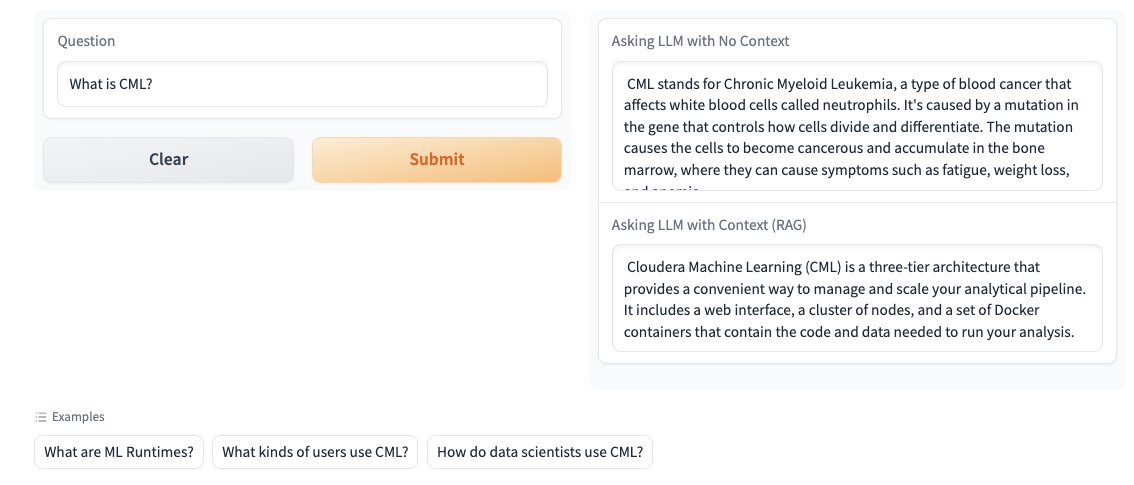 Question
What is CML?
Clear
Submit
Asking LLM with No Context
CML stands for Chronic Myeloid Leukemia, a type of blood cancer that
affects white blood cells called neutrophils. It's caused by a mutation in
the gene that controls how cells divide and differentiate. The mutation
causes the cells to become cancerous and accumulate in the bone
marrow, where they can cause symptoms such as fatigue, weight loss,
and anemia.
Asking LLM with Context (RAG)
Cloudera Machine Learning (CML) is a three-tier architecture that
provides a convenient way to manage and scale your analytical pipeline.
It includes a web interface, a cluster of nodes, and a set of Docker
containers that contain the code and data needed to run your analysis.
Examples
What are ML Runtimes?
What kinds of users use CML?
How do data scientists use CML?